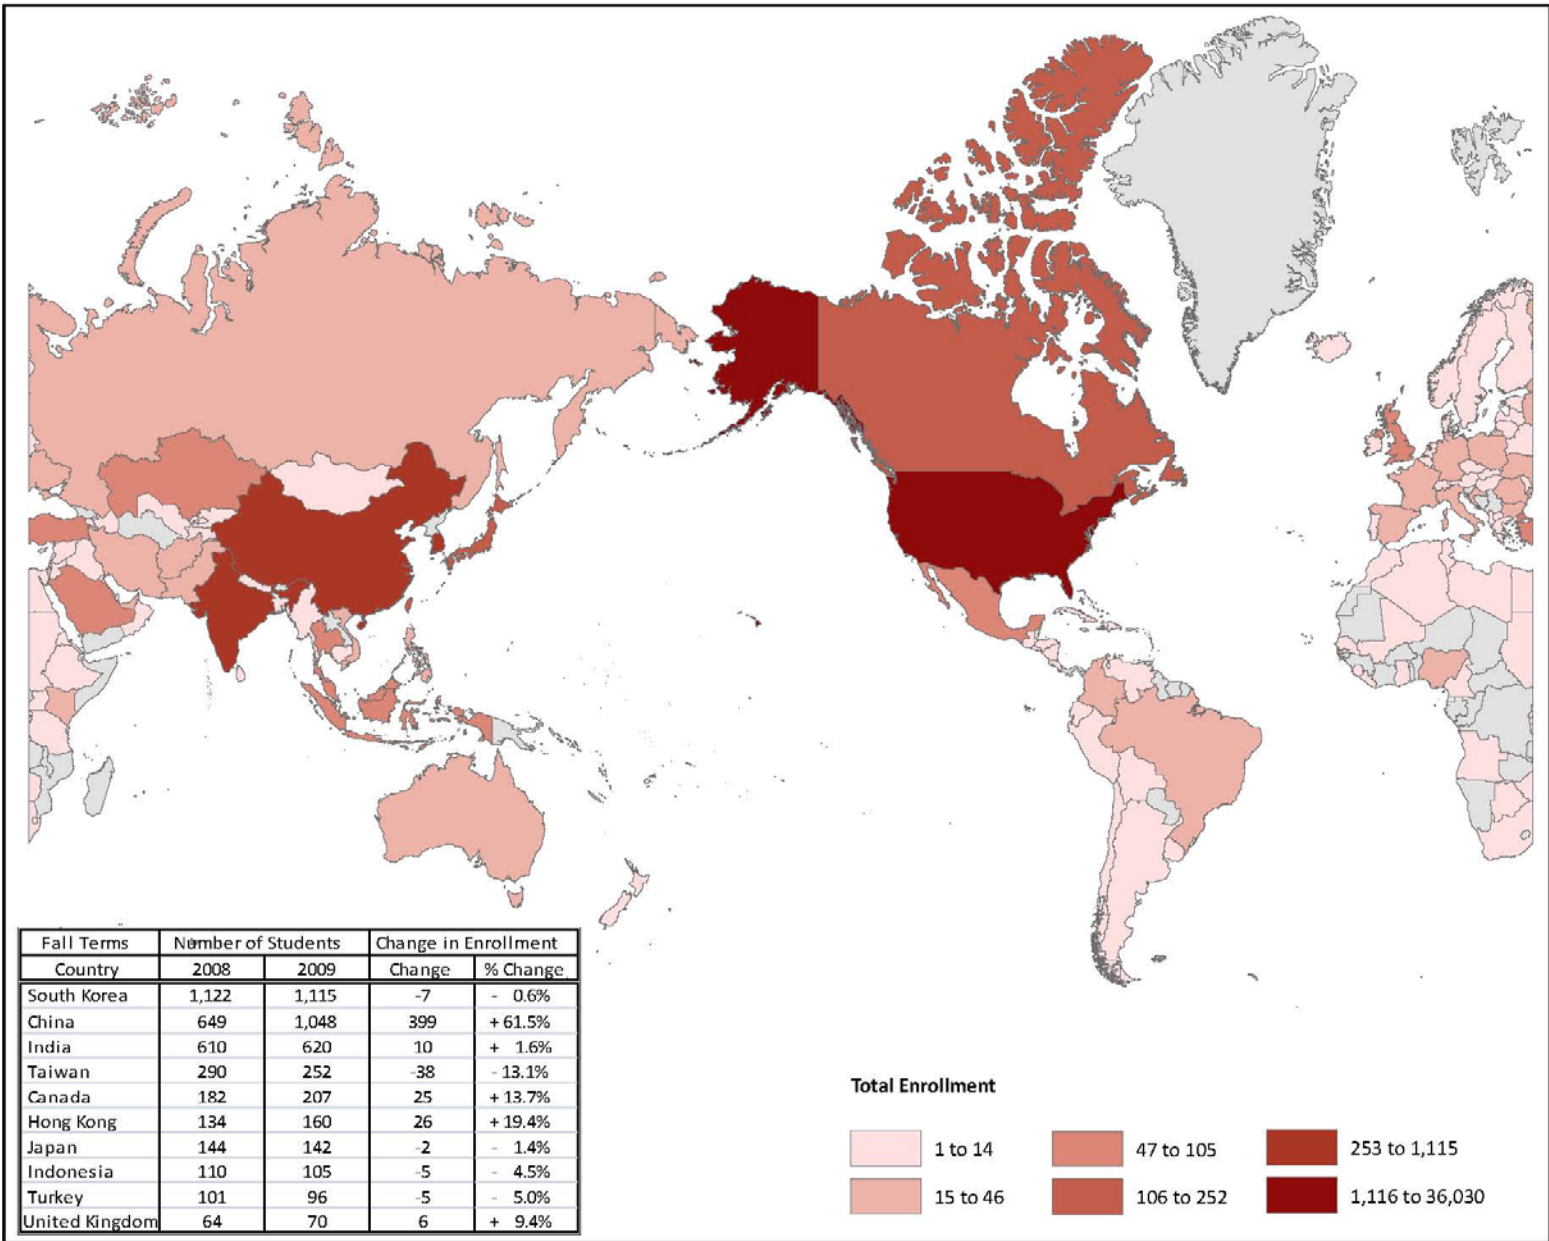 Fall Terms Number of Students Change in Enrollment
Country 2008 2009 Change % Change
South Korea 1,122 1,115 -7 - 0.6%
China 649 1,048 399 + 61.5%
India 610 620 10 + 1.6%
Taiwan 290 252 -38 - 13.1%
Canada 182 207 25 + 13.7%
Hong Kong 134 160 26 + 19.4%
Japan 144 142 -2 - 1.4%
Indonesia 110 105 -5 - 4.5%
Turkey 101 96 -5 - 5.0%
United Kingdom 64 70 6 + 9.4%
Total Enrollment
1 to 14 47 to 105 253 to 1,115
15 to 46 106 to 252 1,116 to 36,030